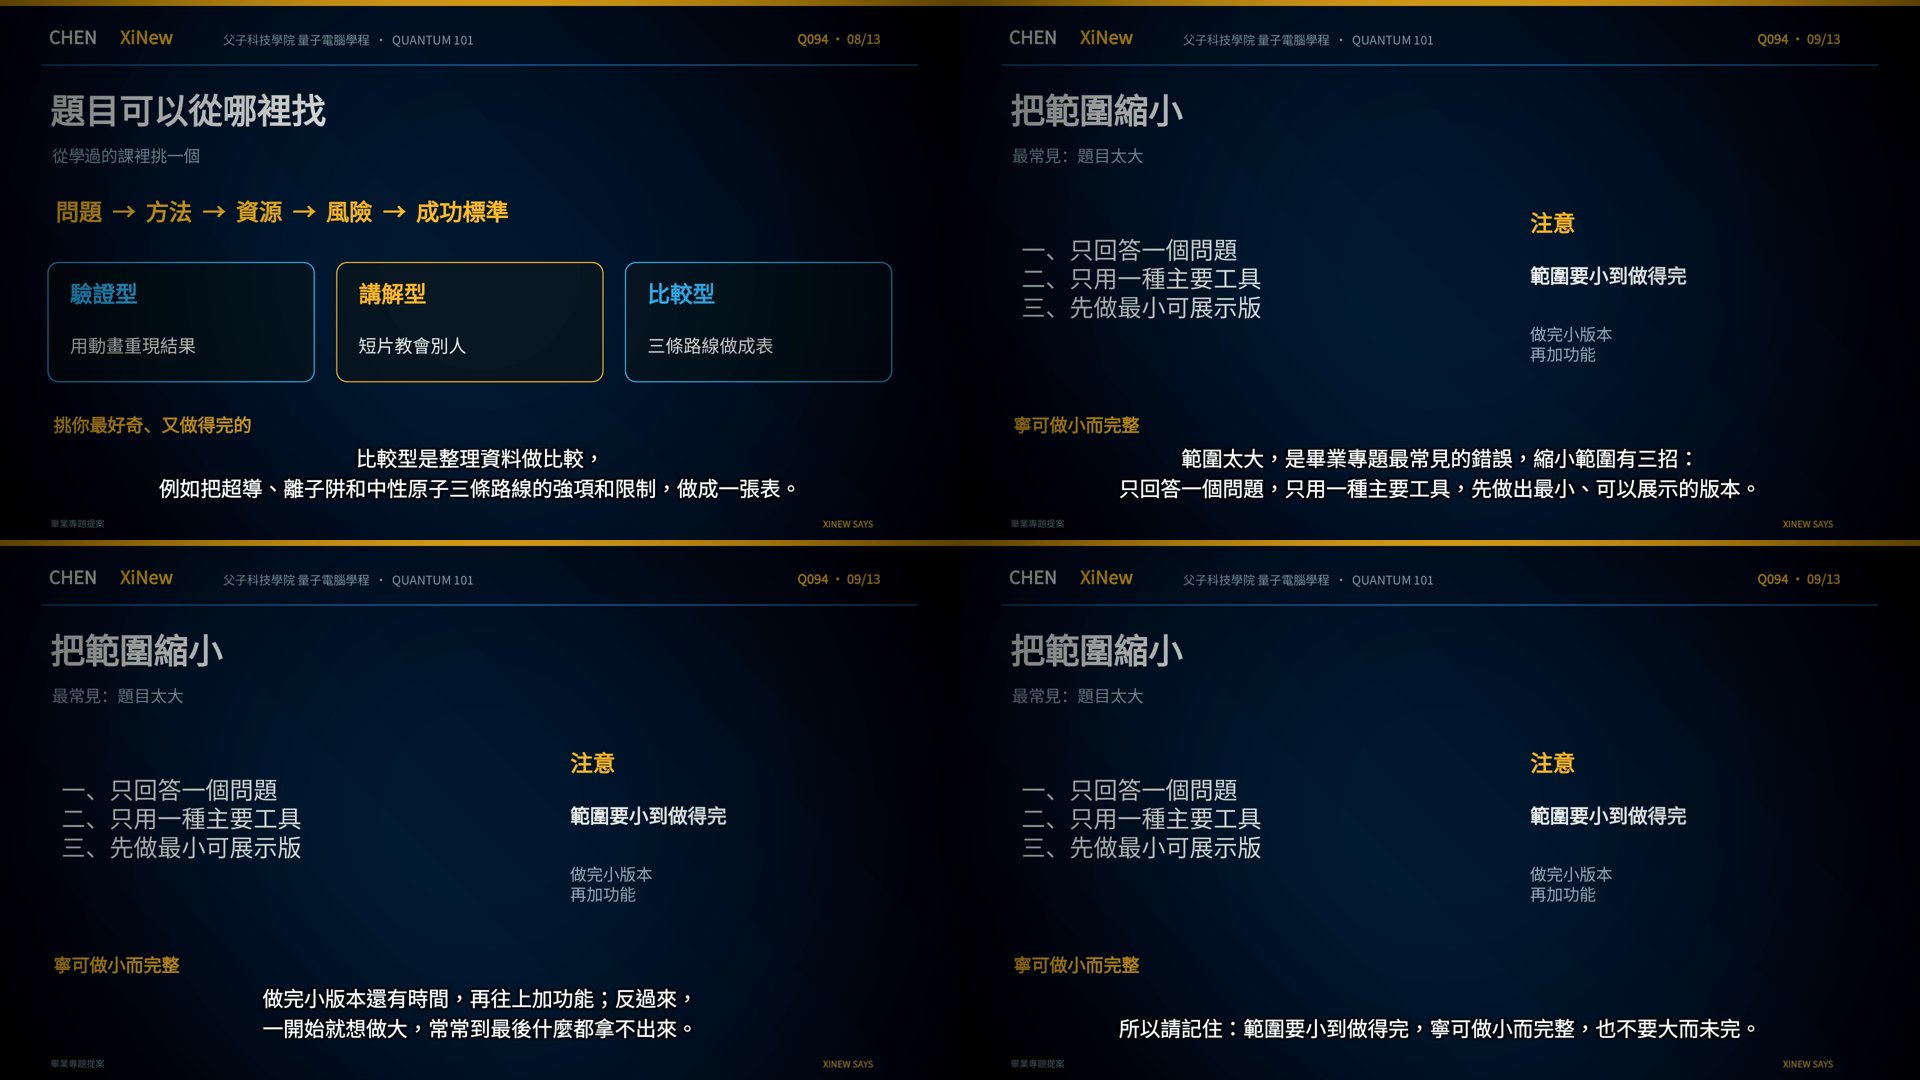 CHEN XiNew 父子科技學院 量子電腦學程 · QUANTUM 101 Q094 · 08/13
題目可以從哪裡找
從學過的課裡挑一個
問題 → 方法 → 資源 → 風險 → 成功標準
驗證型
用動畫重現結果
講解型
短片教會別人
比較型
三條路線做成表
挑你最好奇、又做得完的
比較型是整理資料做比較，
例如把超導、離子阱和中性原子三條路線的強項和限制，做成一張表。
畢業專題提案 XINEW SAYS
CHEN XiNew 父子科技學院 量子電腦學程 · QUANTUM 101 Q094 · 09/13
把範圍縮小
最常見：題目太大
一、只回答一個問題
二、只用一種主要工具
三、先做最小可展示版
注意
範圍要小到做得完
做完小版本
再加功能
寧可做小而完整
範圍太大，是畢業專題最常見的錯誤，縮小範圍有三招：
只回答一個問題，只用一種主要工具，先做出最小、可以展示的版本。
畢業專題提案 XINEW SAYS
CHEN XiNew 父子科技學院 量子電腦學程 · QUANTUM 101 Q094 · 09/13
把範圍縮小
最常見：題目太大
一、只回答一個問題
二、只用一種主要工具
三、先做最小可展示版
注意
範圍要小到做得完
做完小版本
再加功能
寧可做小而完整
做完小版本還有時間，再往上加功能；反過來，
一開始就想做大，常常到最後什麼都拿不出來。
畢業專題提案 XINEW SAYS
CHEN XiNew 父子科技學院 量子電腦學程 · QUANTUM 101 Q094 · 09/13
把範圍縮小
最常見：題目太大
一、只回答一個問題
二、只用一種主要工具
三、先做最小可展示版
注意
範圍要小到做得完
做完小版本
再加功能
寧可做小而完整
所以請記住：範圍要小到做得完，寧可做小而完整，也不要大而未完。
畢業專題提案 XINEW SAYS